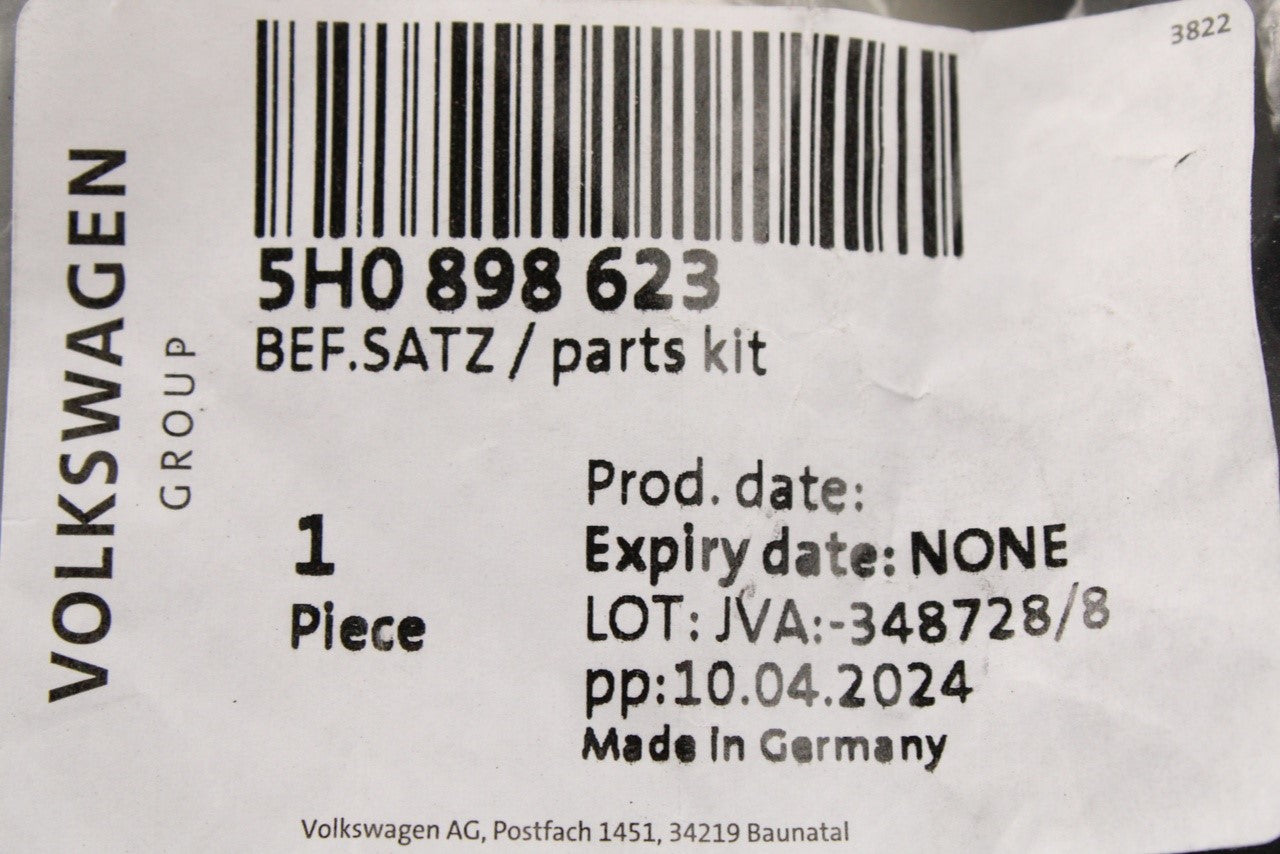 3822
VOLKSWAGEN
GROUP
5H0 898 623
BEF.SATZ / parts kit
1
Piece
Prod. date:
Expiry date: NONE
LOT: JVA:-348728/8
pp:10.04.2024
Made in Germany
Volkswagen AG, Postfach 1451, 34219 Baunatal